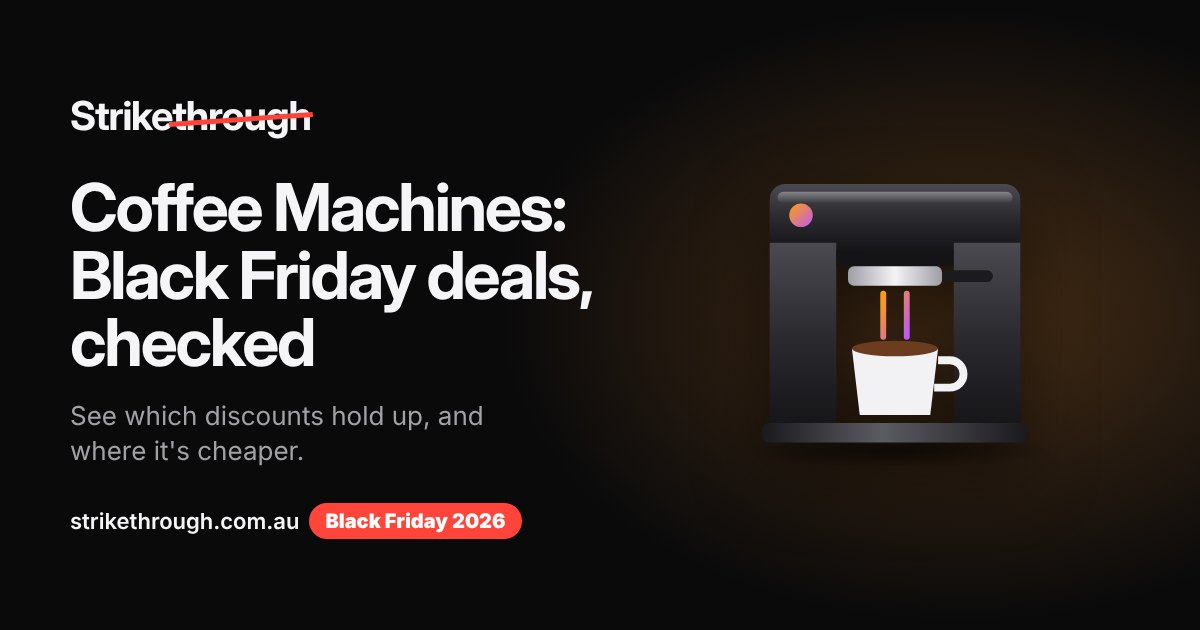 Strikethrough
Coffee Machines:
Black Friday deals,
checked
See which discounts hold up, and
where it's cheaper.
strikethrough.com.au
Black Friday 2026